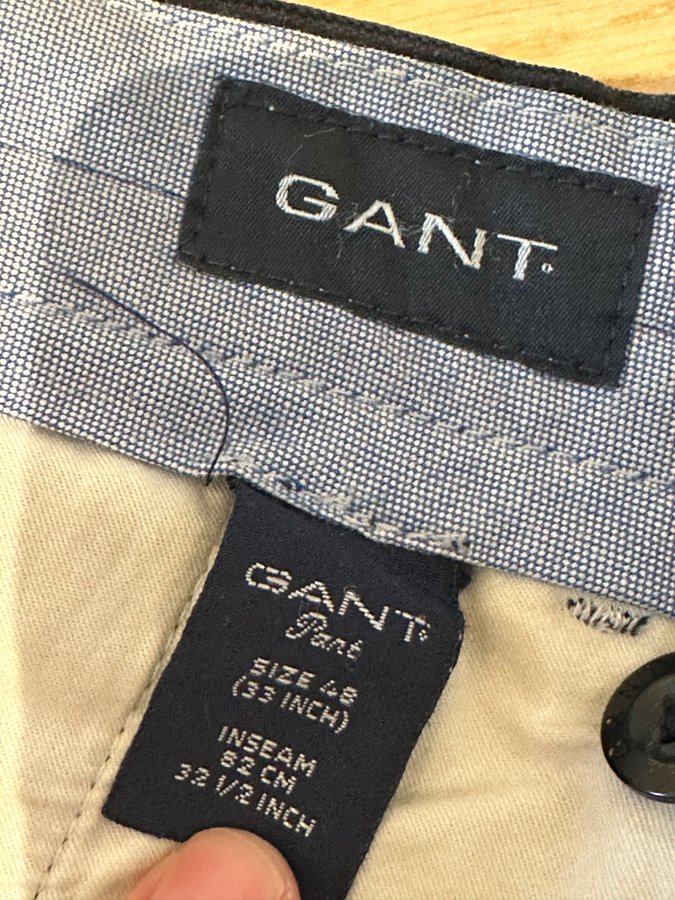 GANT
GANT
Pant
SIZE 48
(33 INCH)
INSEAM
82 CM
32 1/2 INCH